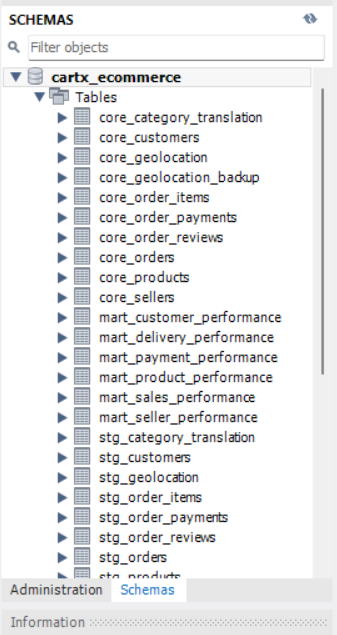 SCHEMAS
Filter objects
cartx_ecommerce
Tables
core_category_translation
core_customers
core_geolocation
core_geolocation_backup
core_order_items
core_order_payments
core_order_reviews
core_orders
core_products
core_sellers
mart_customer_performance
mart_delivery_performance
mart_payment_performance
mart_product_performance
mart_sales_performance
mart_seller_performance
stg_category_translation
stg_customers
stg_geolocation
stg_order_items
stg_order_payments
stg_order_reviews
stg_orders
stg_products
Administration Schemas
Information